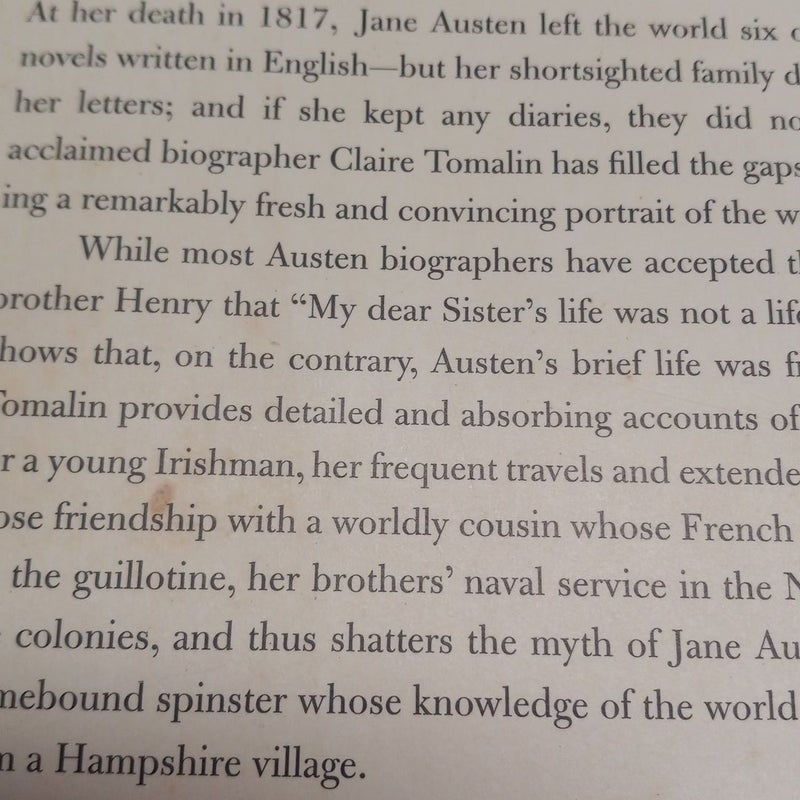 At her death in 1817, Jane Austen left the world six
novels written in English—but her shortsighted family d
her letters; and if she kept any diaries, they did no
acclaimed biographer Claire Tomalin has filled the gaps
ing a remarkably fresh and convincing portrait of the w
While most Austen biographers have accepted th
brother Henry that “My dear Sister’s life was not a life
hows that, on the contrary, Austen’s brief life was fr
Tomalin provides detailed and absorbing accounts of
r a young Irishman, her frequent travels and extende
ose friendship with a worldly cousin whose French
the guillotine, her brothers’ naval service in the N
colonies, and thus shatters the myth of Jane Au
mebound spinster whose knowledge of the world
n a Hampshire village.